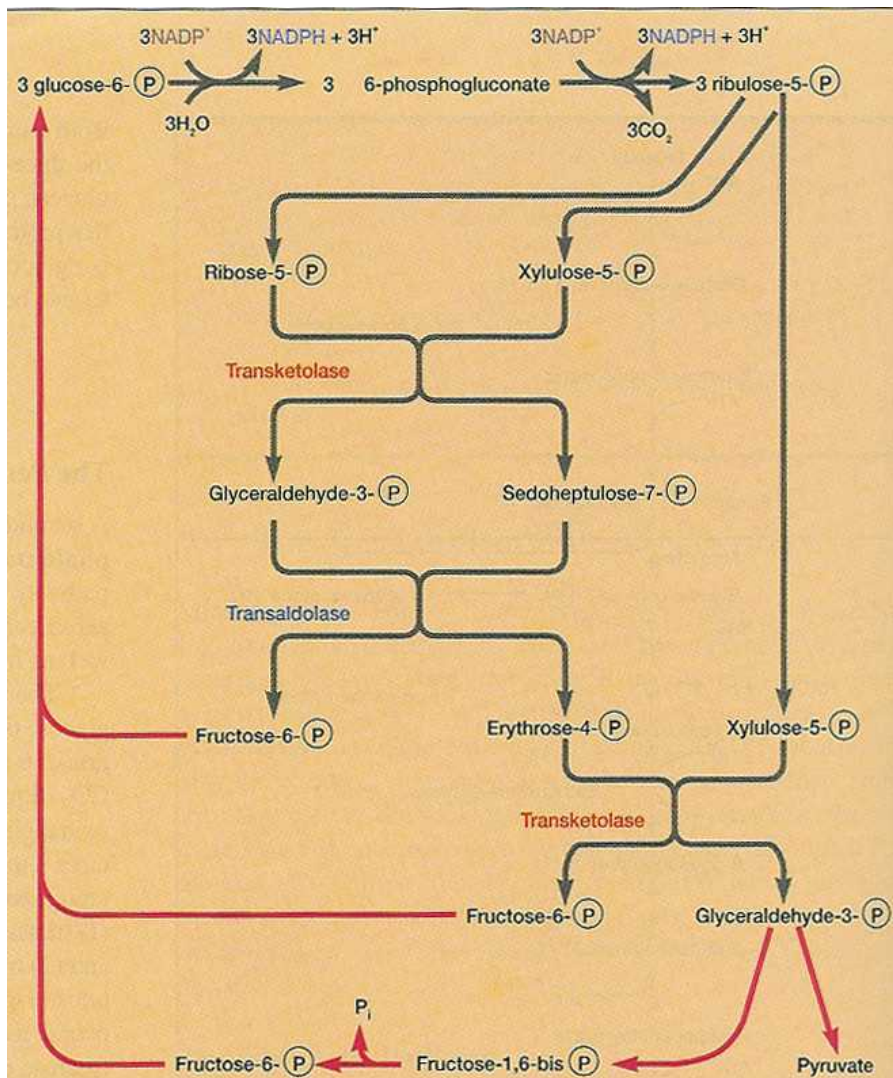 3NADP⁺ 3NADPH + 3H⁺ 3NADP⁺ 3NADPH + 3H⁺
3 glucose-6- P 3 6-phosphogluconate 3 ribulose-5- P
3H₂O 3CO₂
Ribose-5- P Xylulose-5- P
Transketolase
Glyceraldehyde-3- P Sedoheptulose-7- P
Transaldolase
Fructose-6- P Erythrose-4- P Xylulose-5- P
Transketolase
Fructose-6- P Glyceraldehyde-3- P
Pᵢ
Fructose-6- P Fructose-1,6-bis P Pyruvate